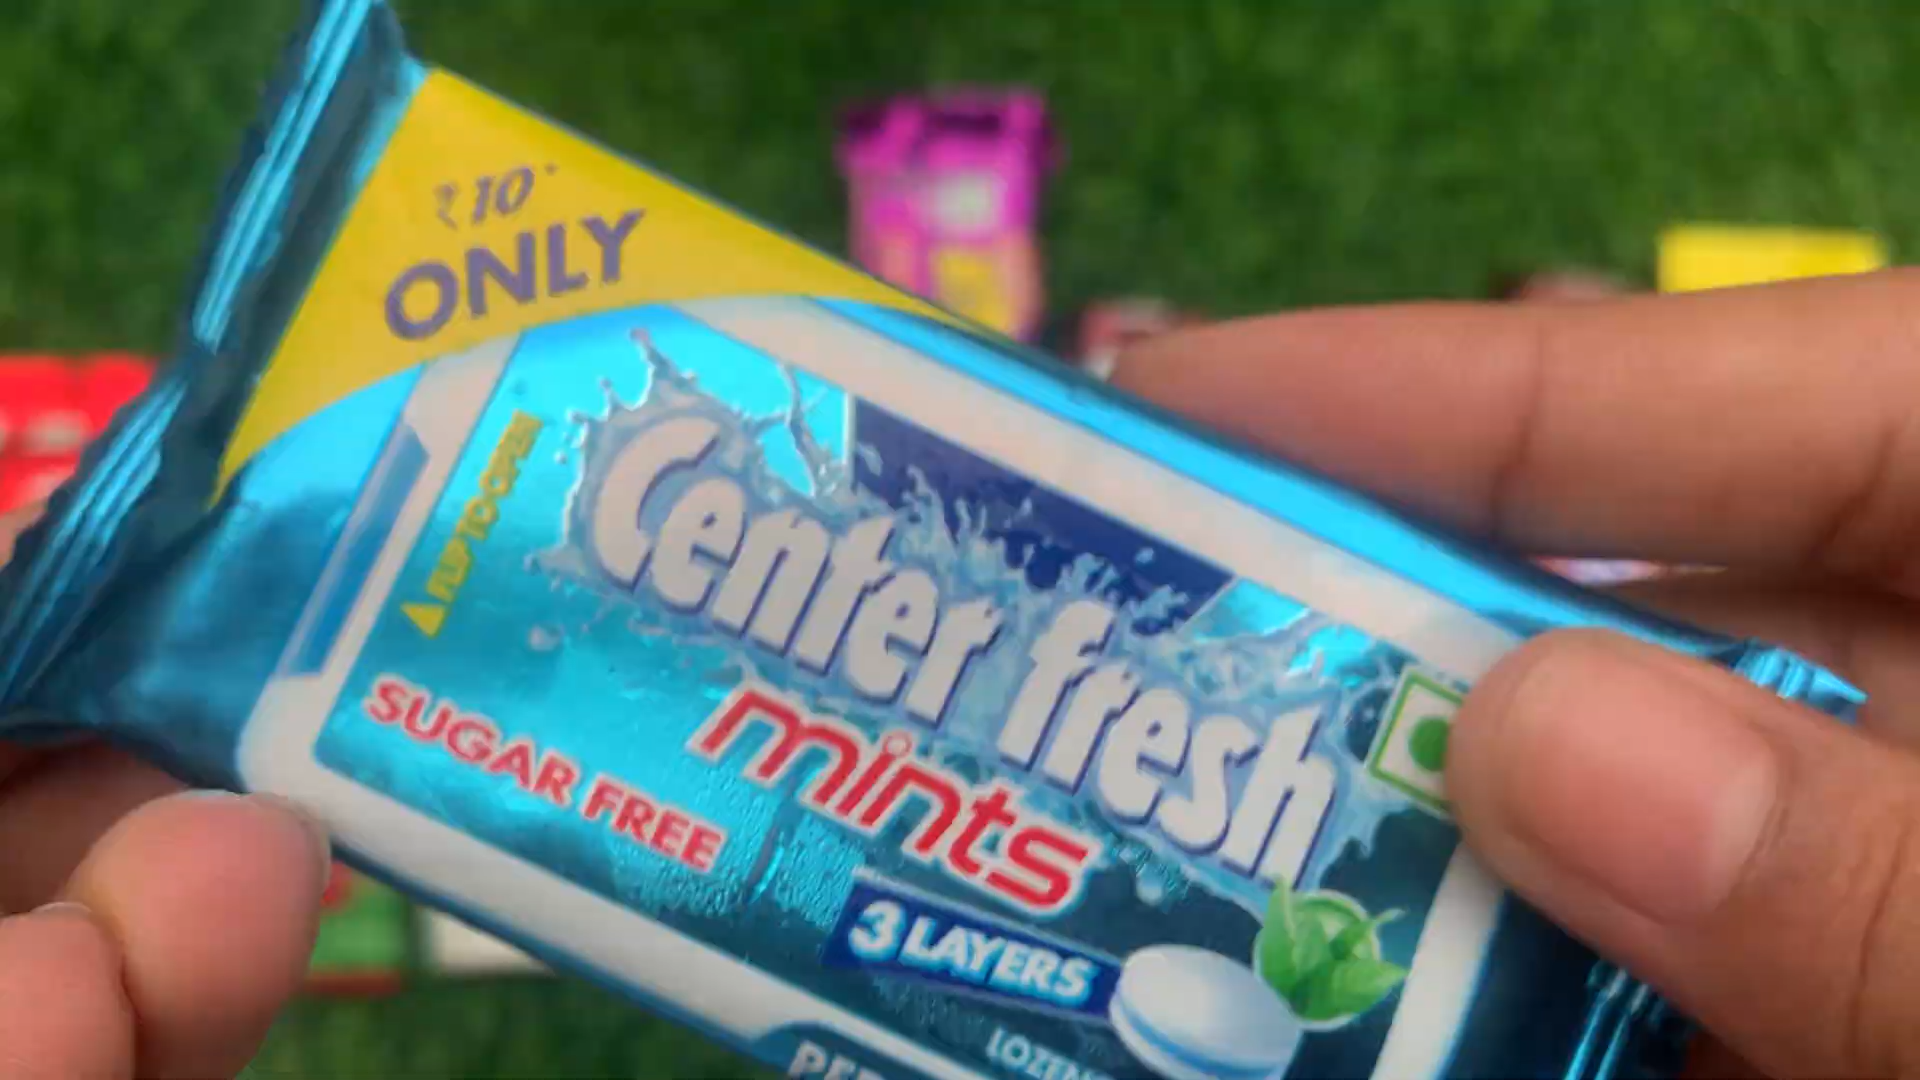 ₹10
ONLY
FLIP TO OPEN
Center fresh
mints
SUGAR FREE
3 LAYERS